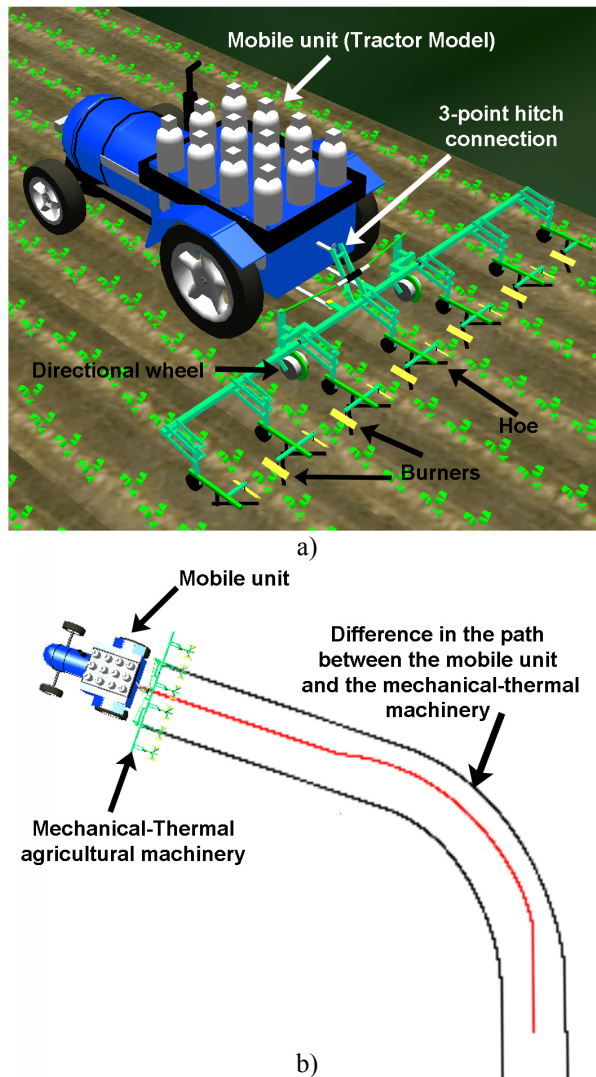 Mobile unit (Tractor Model)
3-point hitch
connection
Directional wheel
Hoe
Burners
a)
Mobile unit
Difference in the path
between the mobile unit
and the mechanical-thermal
machinery
Mechanical-Thermal
agricultural machinery
b)